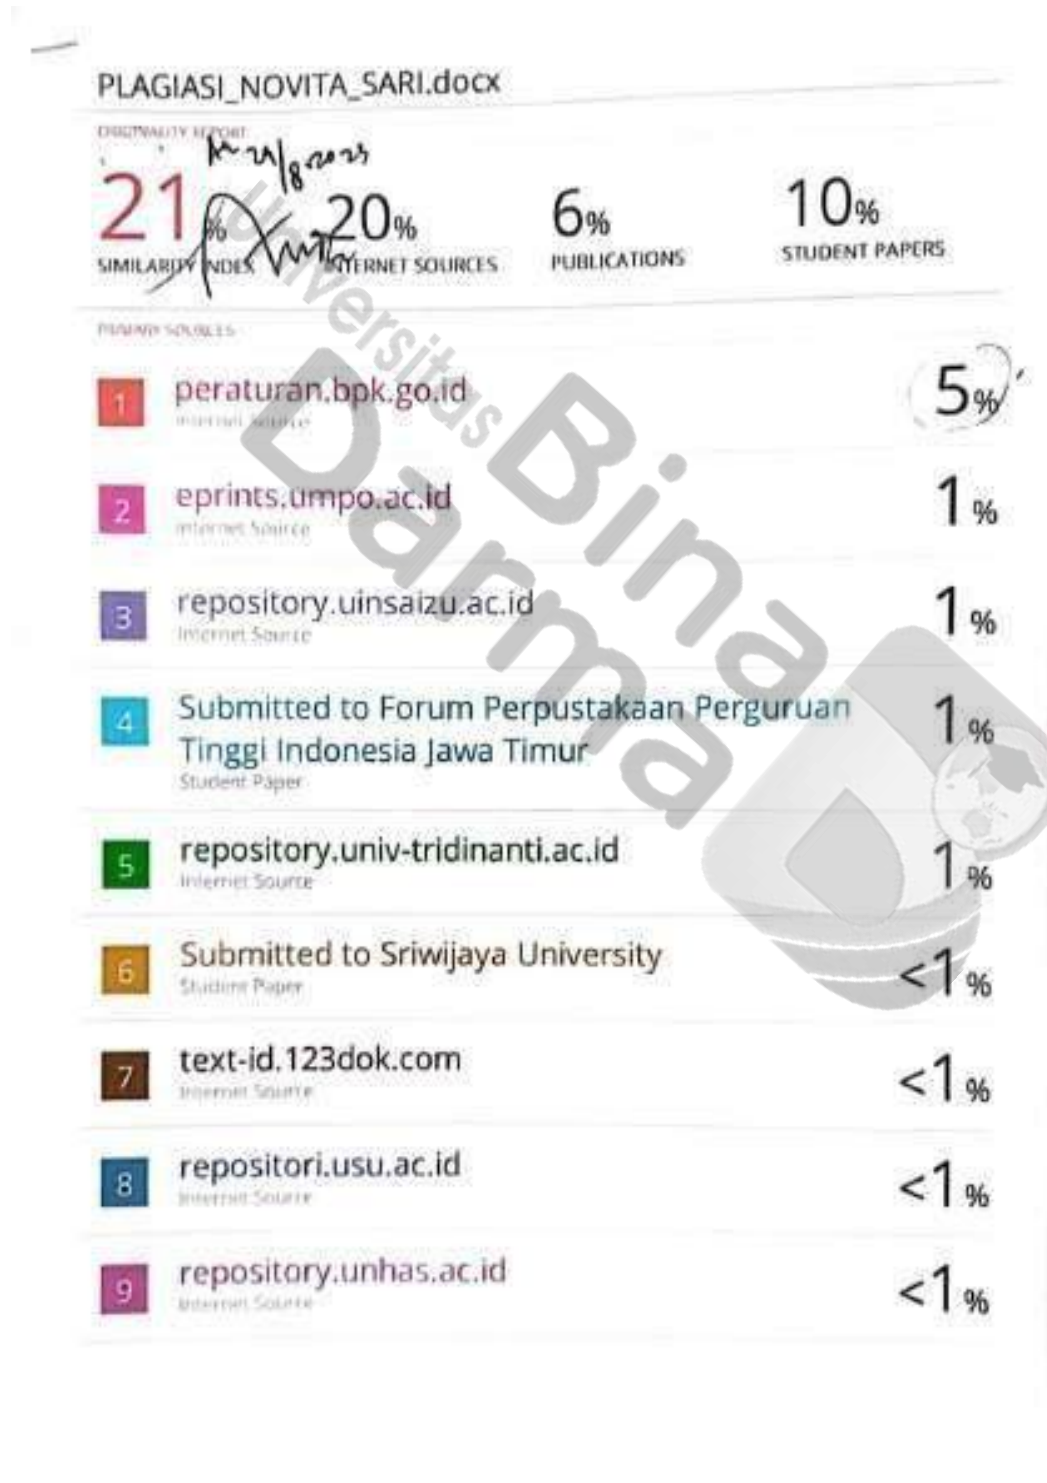 PLAGIASI_NOVITA_SARI.docx
ORIGINALITY REPORT
21%
SIMILARITY INDEX
20%
INTERNET SOURCES
6%
PUBLICATIONS
10%
STUDENT PAPERS
PRIMARY SOURCES
1 peraturan.bpk.go.id 5%
Internet Source
2 eprints.umpo.ac.id 1%
Internet Source
3 repository.uinsaizu.ac.id 1%
Internet Source
4 Submitted to Forum Perpustakaan Perguruan 1%
Tinggi Indonesia Jawa Timur
Student Paper
5 repository.univ-tridinanti.ac.id 1%
Internet Source
6 Submitted to Sriwijaya University <1%
Student Paper
7 text-id.123dok.com <1%
Internet Source
8 repositori.usu.ac.id <1%
Internet Source
9 repository.unhas.ac.id <1%
Internet Source
Universitas
Bina
Darma